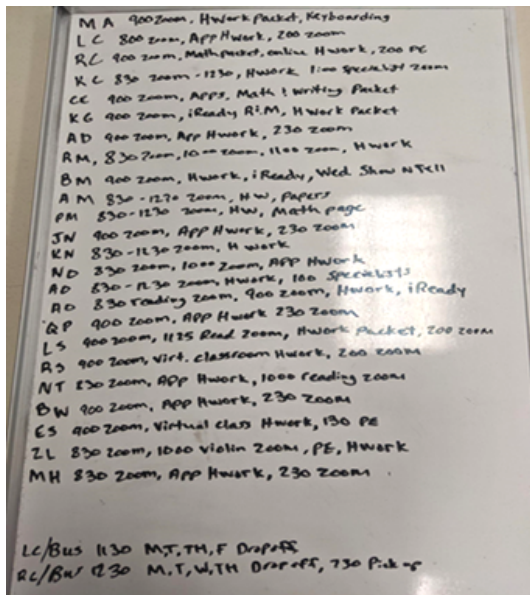 MA 900 Zoom, Hwork Packet, Keyboarding
LC 800 Zoom, App Hwork, 200 Zoom
RC 900 Zoom, Math packet, online Hwork, 200 PE
KC 830 Zoom - 1230, Hwork 1:00 Specialist Zoom
CC 900 Zoom, Apps, Math & Writing Packet
KG 900 Zoom, iReady R&M, Hwork Packet
AD 900 Zoom, App Hwork, 230 Zoom
RM, 830 Zoom, 1000 Zoom, 1100 Zoom, Hwork
BM 900 Zoom, Hwork, iReady, Wed. Show N Tell
AM 830-1230 Zoom, HW, Papers
PM 830-1230 Zoom, HW, Math page
JN 900 Zoom, App Hwork, 230 Zoom
KN 830-1230 Zoom, Hwork
ND 830 Zoom, 1000 Zoom, App Hwork
AO 830-1230 Zoom, Hwork, 100 Specialists
AO 830 reading Zoom, 900 Zoom, Hwork, iReady
QP 900 Zoom, App Hwork 230 Zoom
LS 900 Zoom, 1125 Read Zoom, Hwork Packet, 200 Zoom
RS 900 Zoom, Virt. Classroom Hwork, 200 Zoom
NT 830 Zoom, App Hwork, 1000 reading Zoom
BW 900 Zoom, App Hwork, 230 Zoom
ES 900 Zoom, Virtual Class Hwork, 130 PE
ZL 830 Zoom, 1000 Violin Zoom, PE, Hwork
MH 830 Zoom, App Hwork, 230 Zoom
LC/Bus 1130 M,T,TH,F Dropoff
RC/Bus 1230 M,T,W,TH Dropoff, 730 Pick up